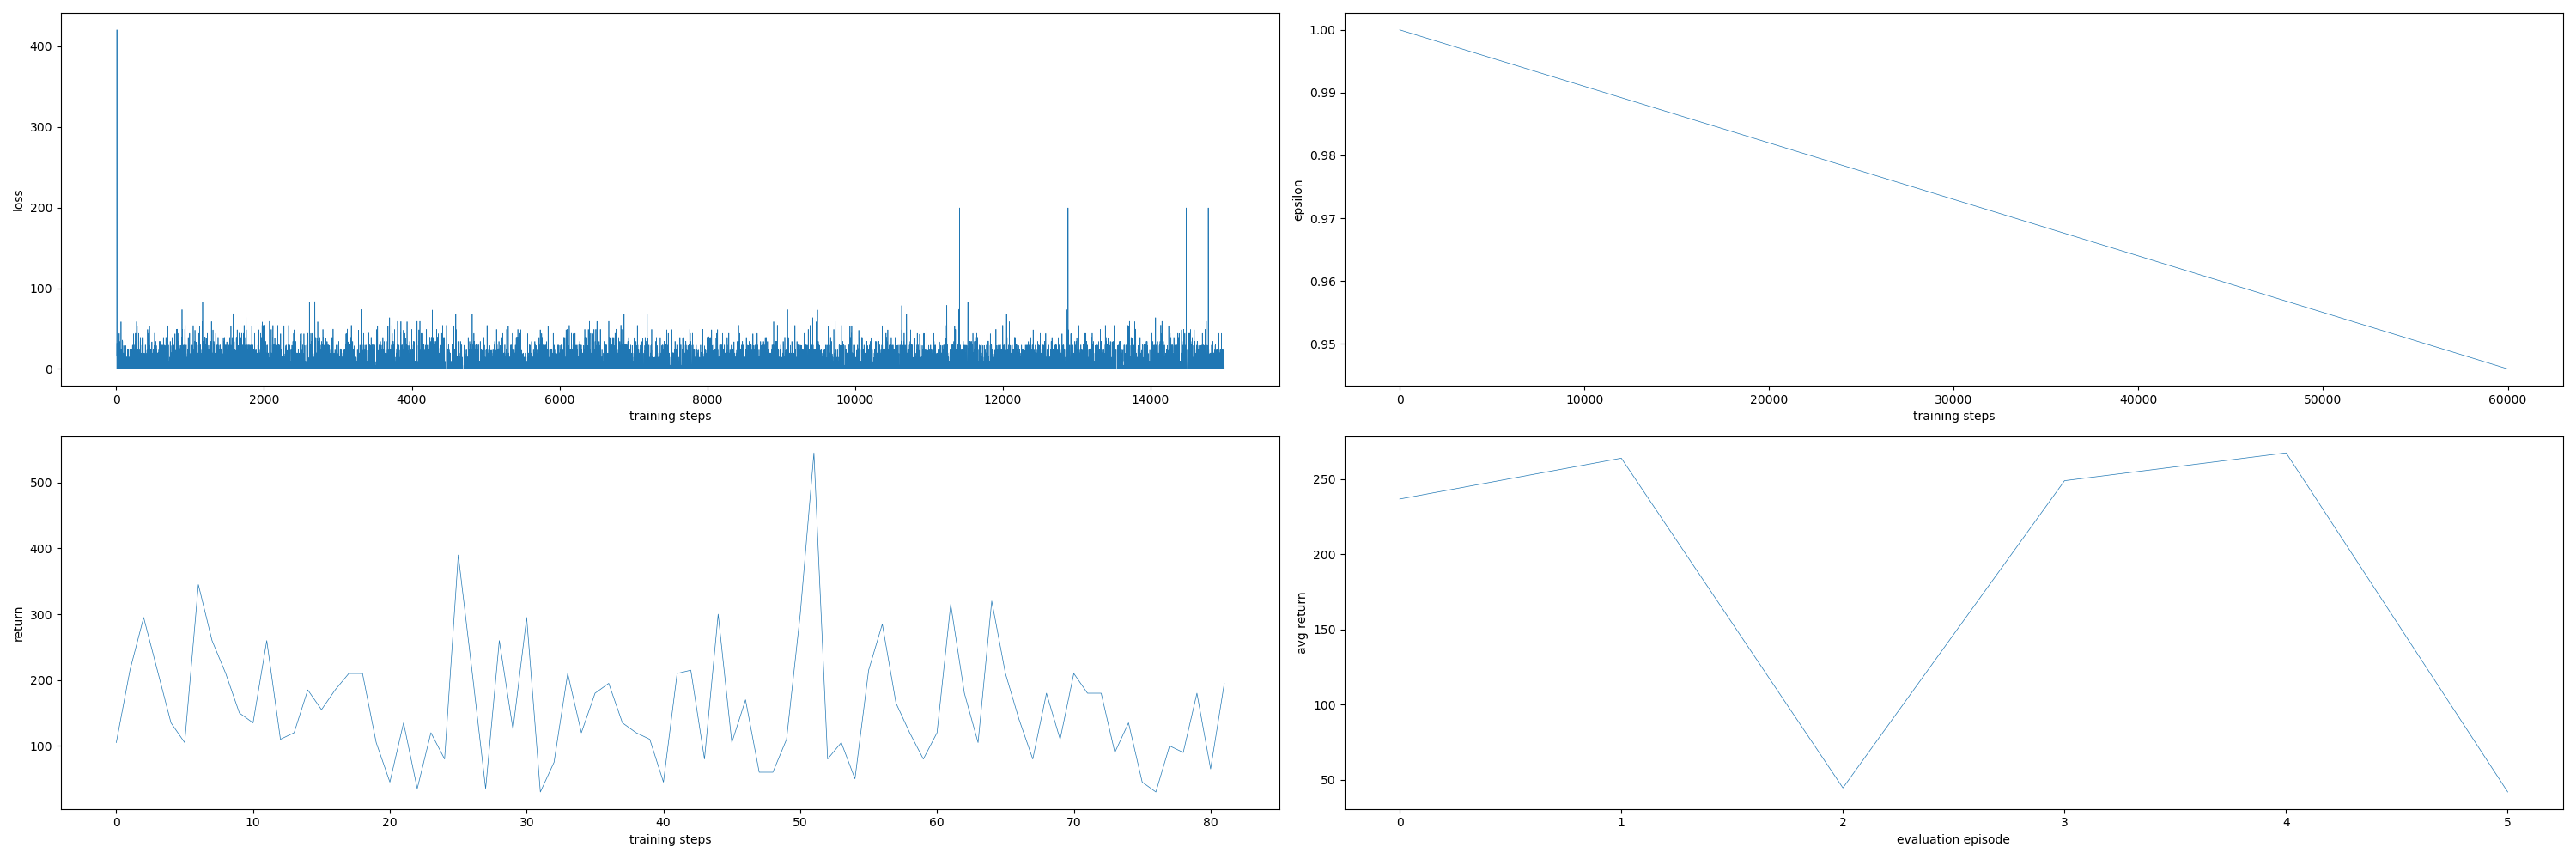 400
300
200
100
0
loss
0 2000 4000 6000 8000 10000 12000 14000
training steps
1.00
0.99
0.98
0.97
0.96
0.95
epsilon
0 10000 20000 30000 40000 50000 60000
training steps
500
400
300
200
100
return
0 10 20 30 40 50 60 70 80
training steps
250
200
150
100
50
avg return
0 1 2 3 4 5
evaluation episode